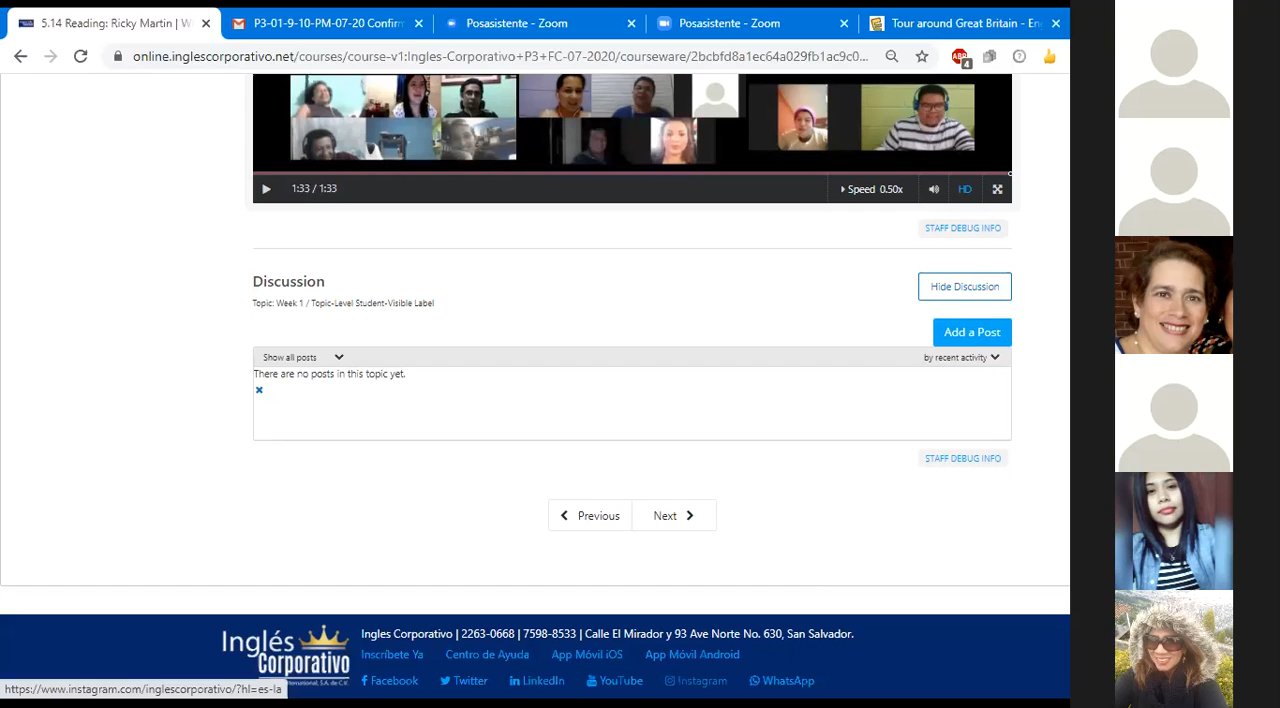 5.14 Reading: Ricky Martin | W
P3-01-9-10-PM-07-20 Confirm
Posasistente - Zoom
Posasistente - Zoom
Tour around Great Britain - En
online.inglescorporativo.net/courses/course-v1:Ingles-Corporativo+P3+FC-07-2020/courseware/2bcbfd8a1ec64a029fb1ac9c0...
ABP
4
1:33 / 1:33
Speed 0.50x
HD
STAFF DEBUG INFO
Discussion
Hide Discussion
Topic: Week 1 / Topic-Level Student-Visible Label
Add a Post
Show all posts
by recent activity
There are no posts in this topic yet.
STAFF DEBUG INFO
Previous
Next
Inglés
Corporativo
Ingles Corporativo | 2263-0668 | 7598-8533 | Calle El Mirador y 93 Ave Norte No. 630, San Salvador.
Inscríbete Ya Centro de Ayuda App Móvil iOS App Móvil Android
Facebook Twitter LinkedIn YouTube Instagram WhatsApp
https://www.instagram.com/inglescorporativo/?hl=es-la